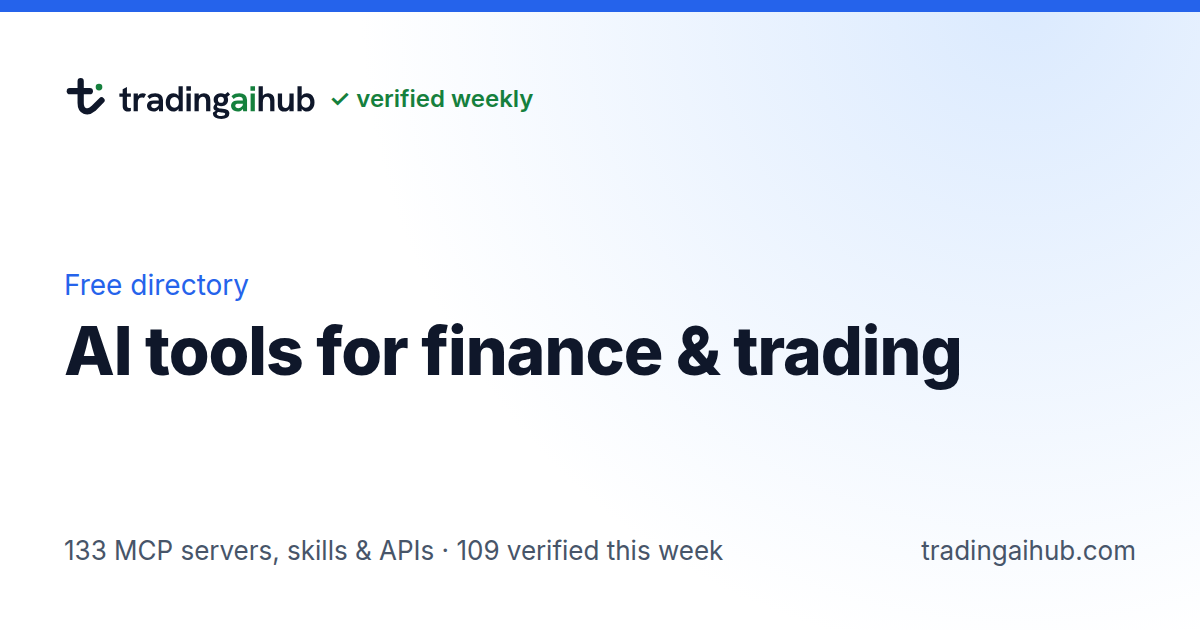 tradingaihub ✓ verified weekly
Free directory
AI tools for finance & trading
133 MCP servers, skills & APIs · 109 verified this week
tradingaihub.com